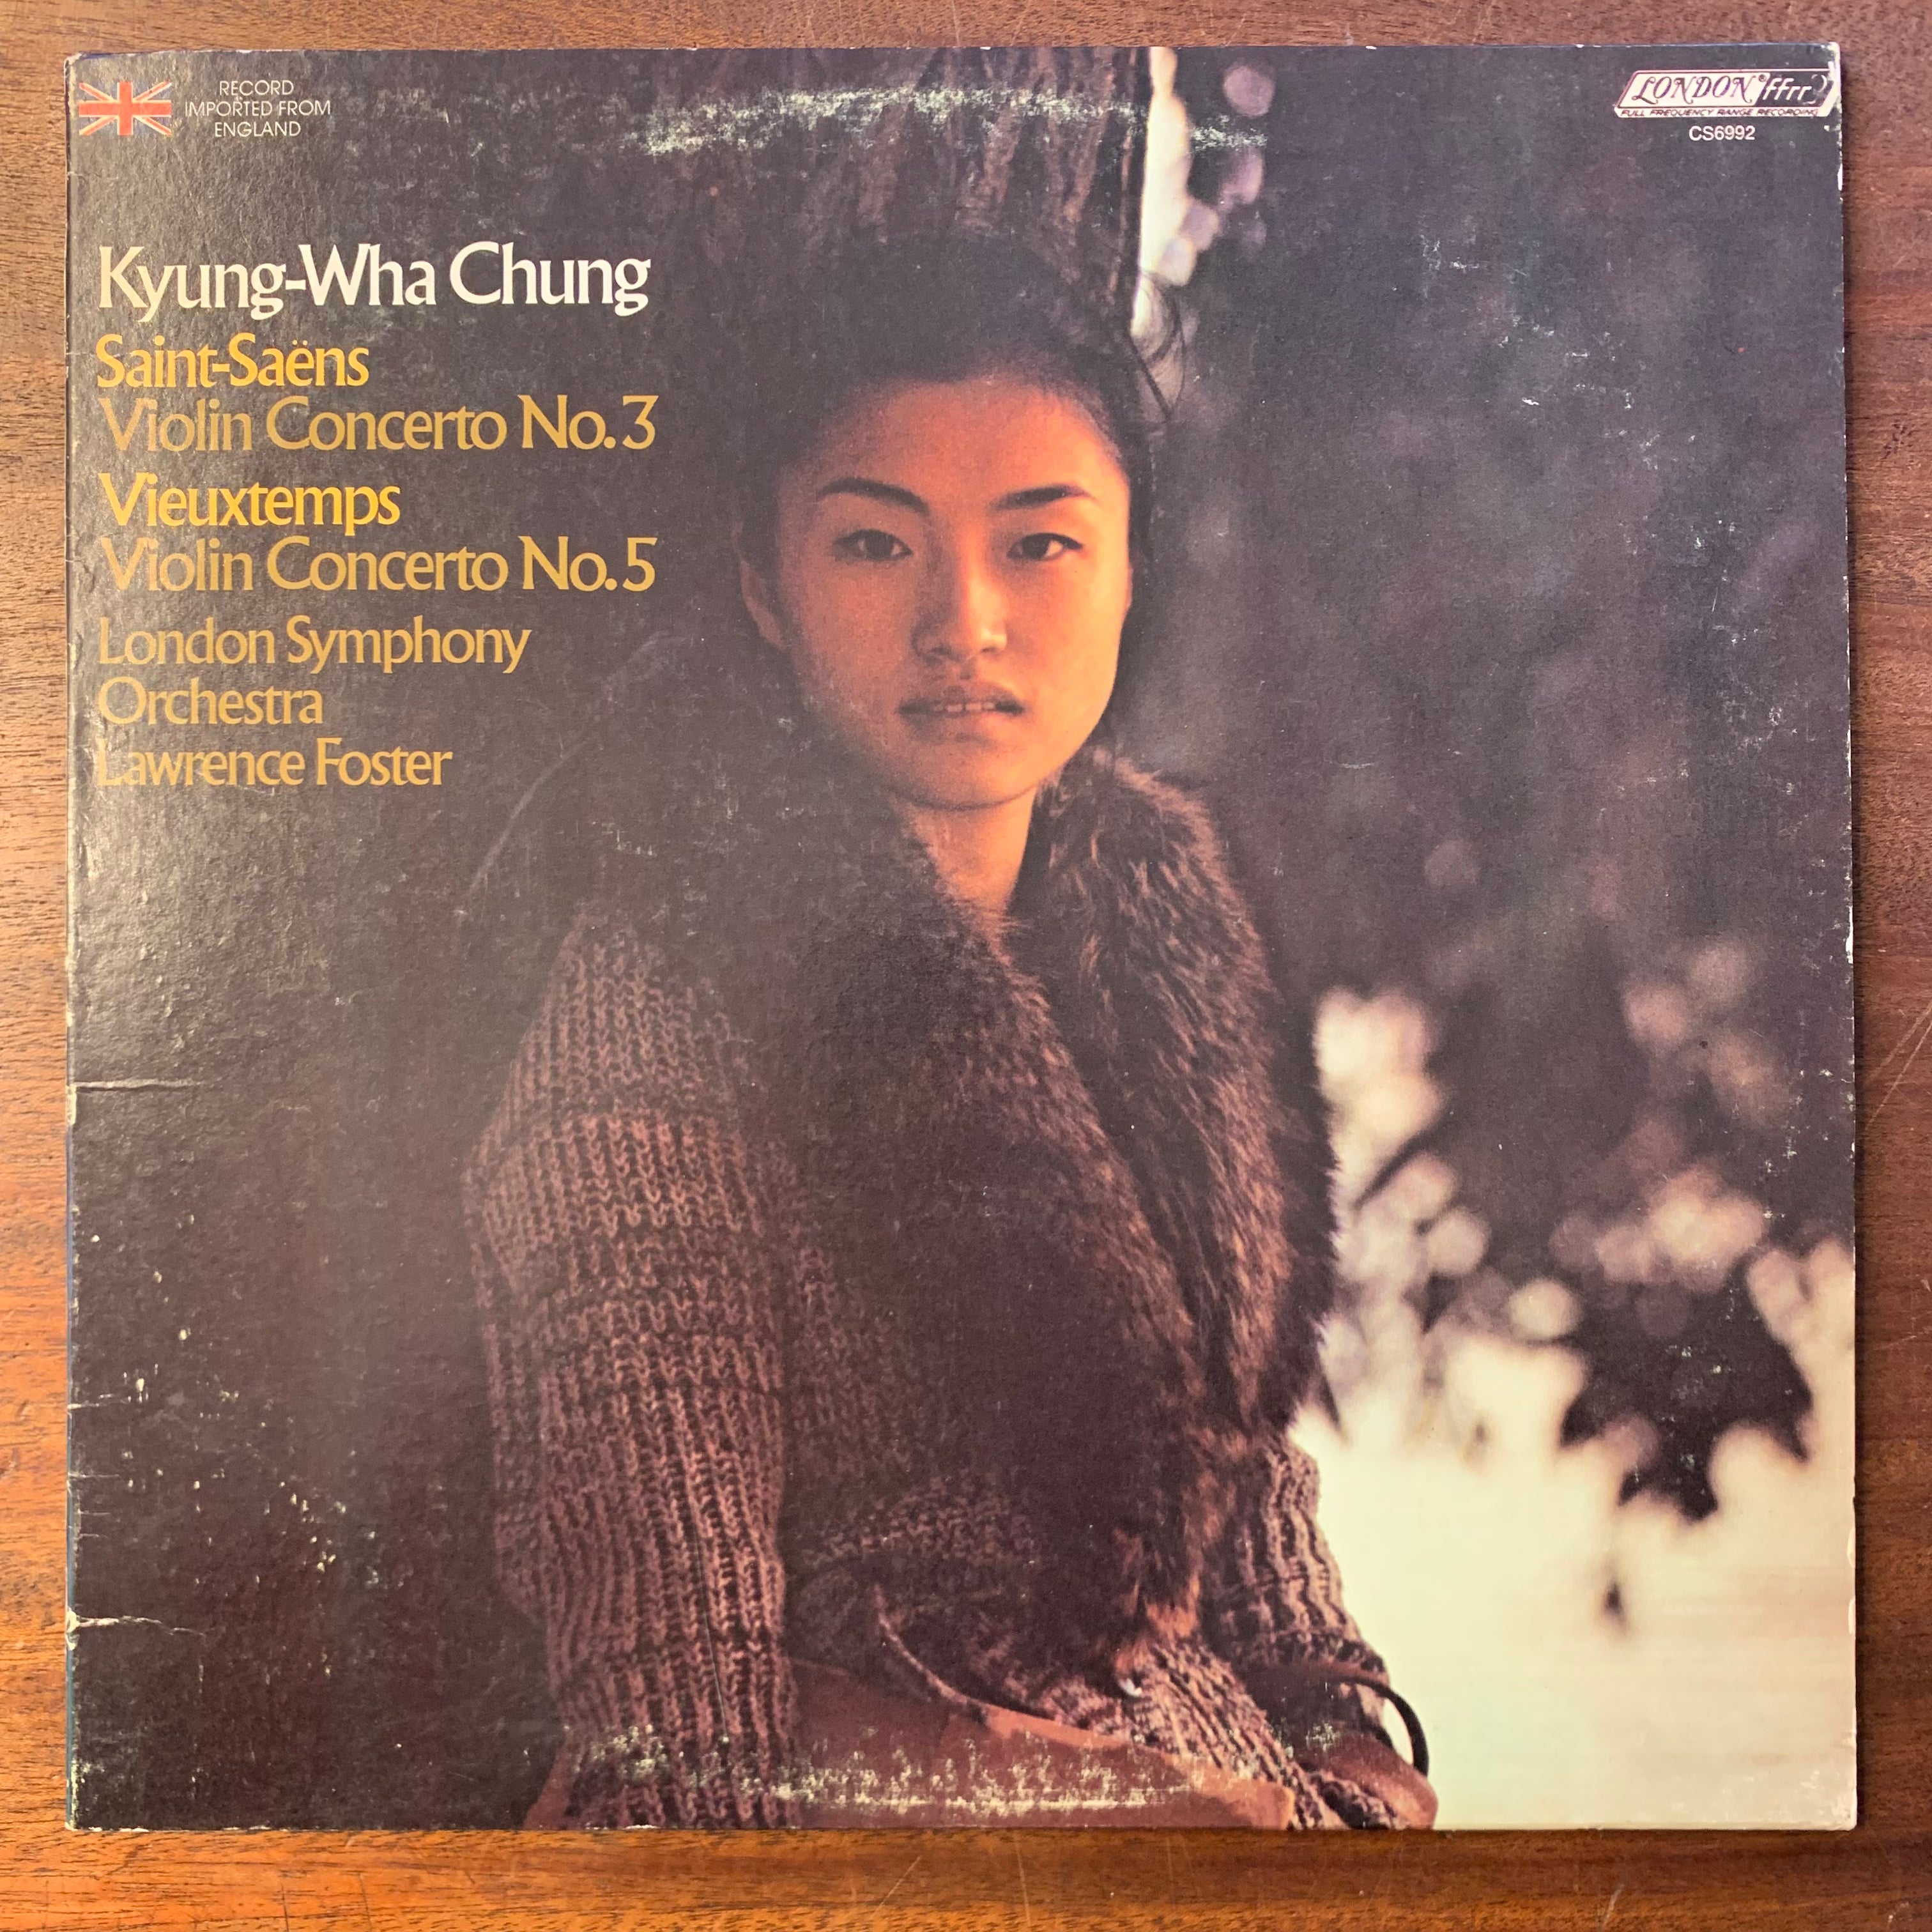 RECORD
IMPORTED FROM
ENGLAND
LONDON® ffrr
FULL FREQUENCY RANGE RECORDING
CS6992
Kyung-Wha Chung
Saint-Saëns
Violin Concerto No. 3
Vieuxtemps
Violin Concerto No. 5
London Symphony
Orchestra
Lawrence Foster